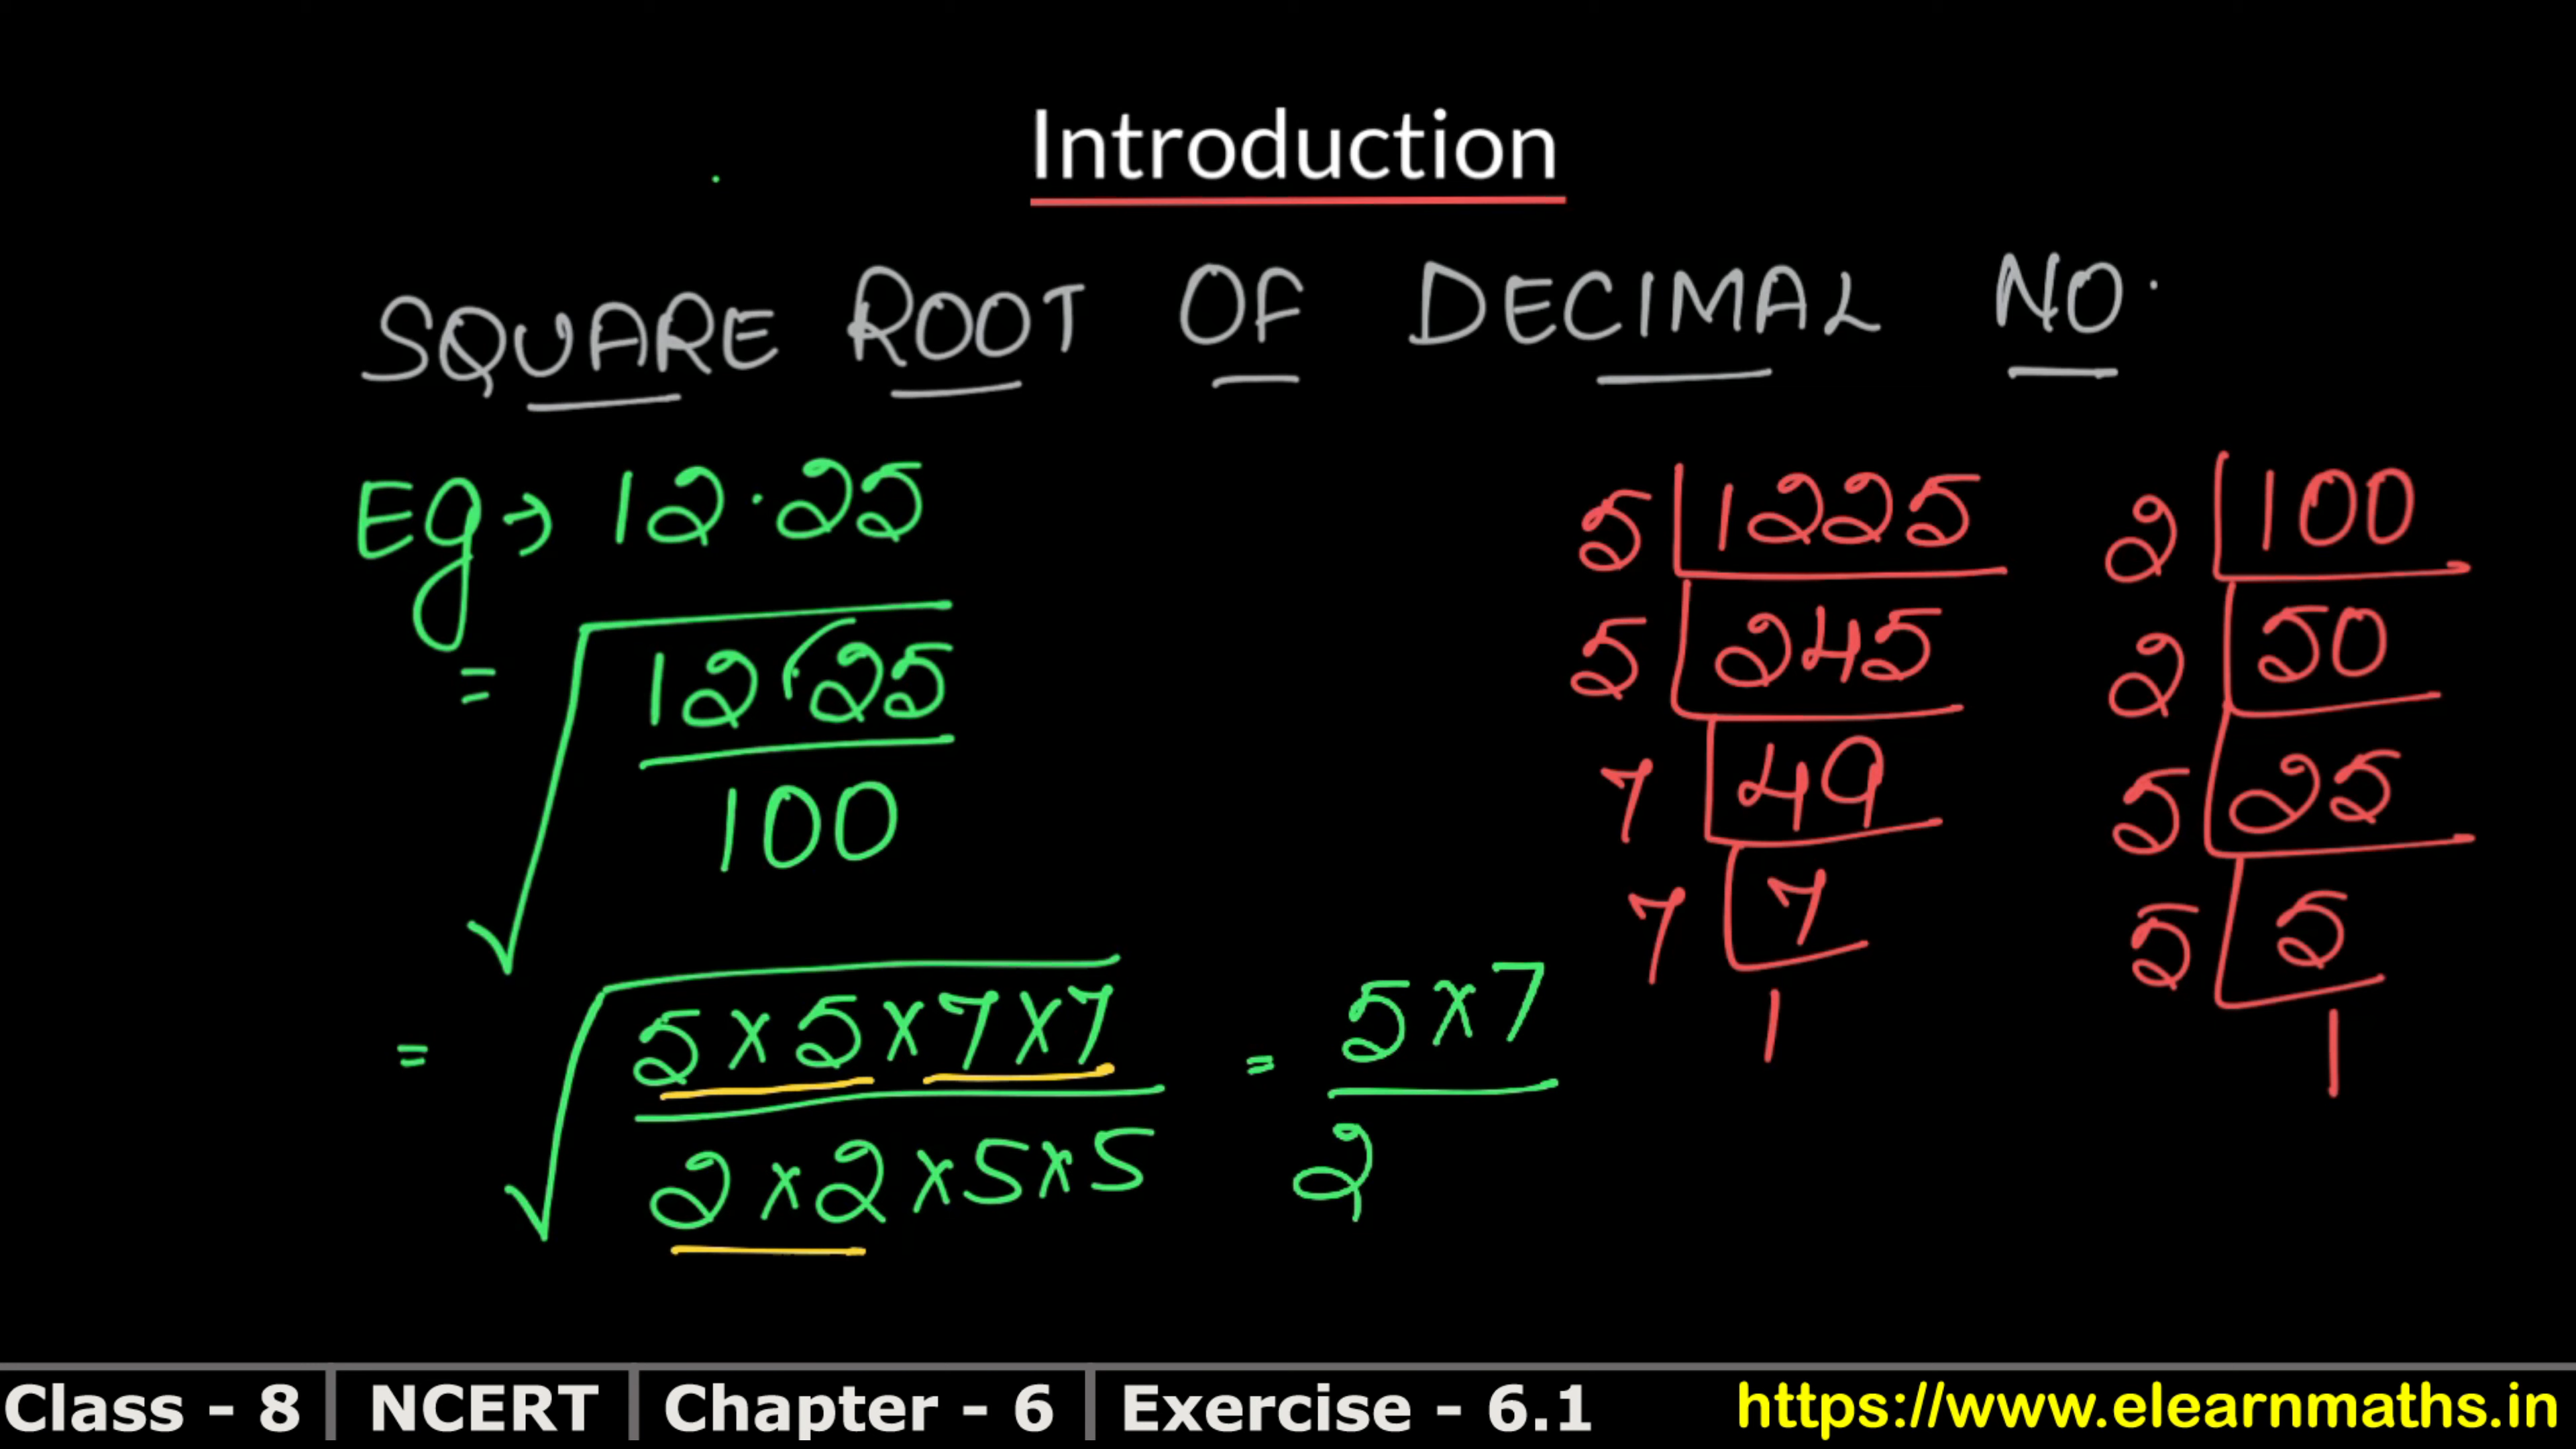 Introduction
SQUARE ROOT OF DECIMAL NO.
Eg → 12.25
= √(12.25/100)
= √(5×5×7×7/2×2×5×5) = 5×7/2
5 | 1225
5 | 245
7 | 49
7 | 7
1
2 | 100
2 | 50
5 | 25
5 | 5
1
Class - 8 | NCERT | Chapter - 6 | Exercise - 6.1 https://www.elearnmaths.in